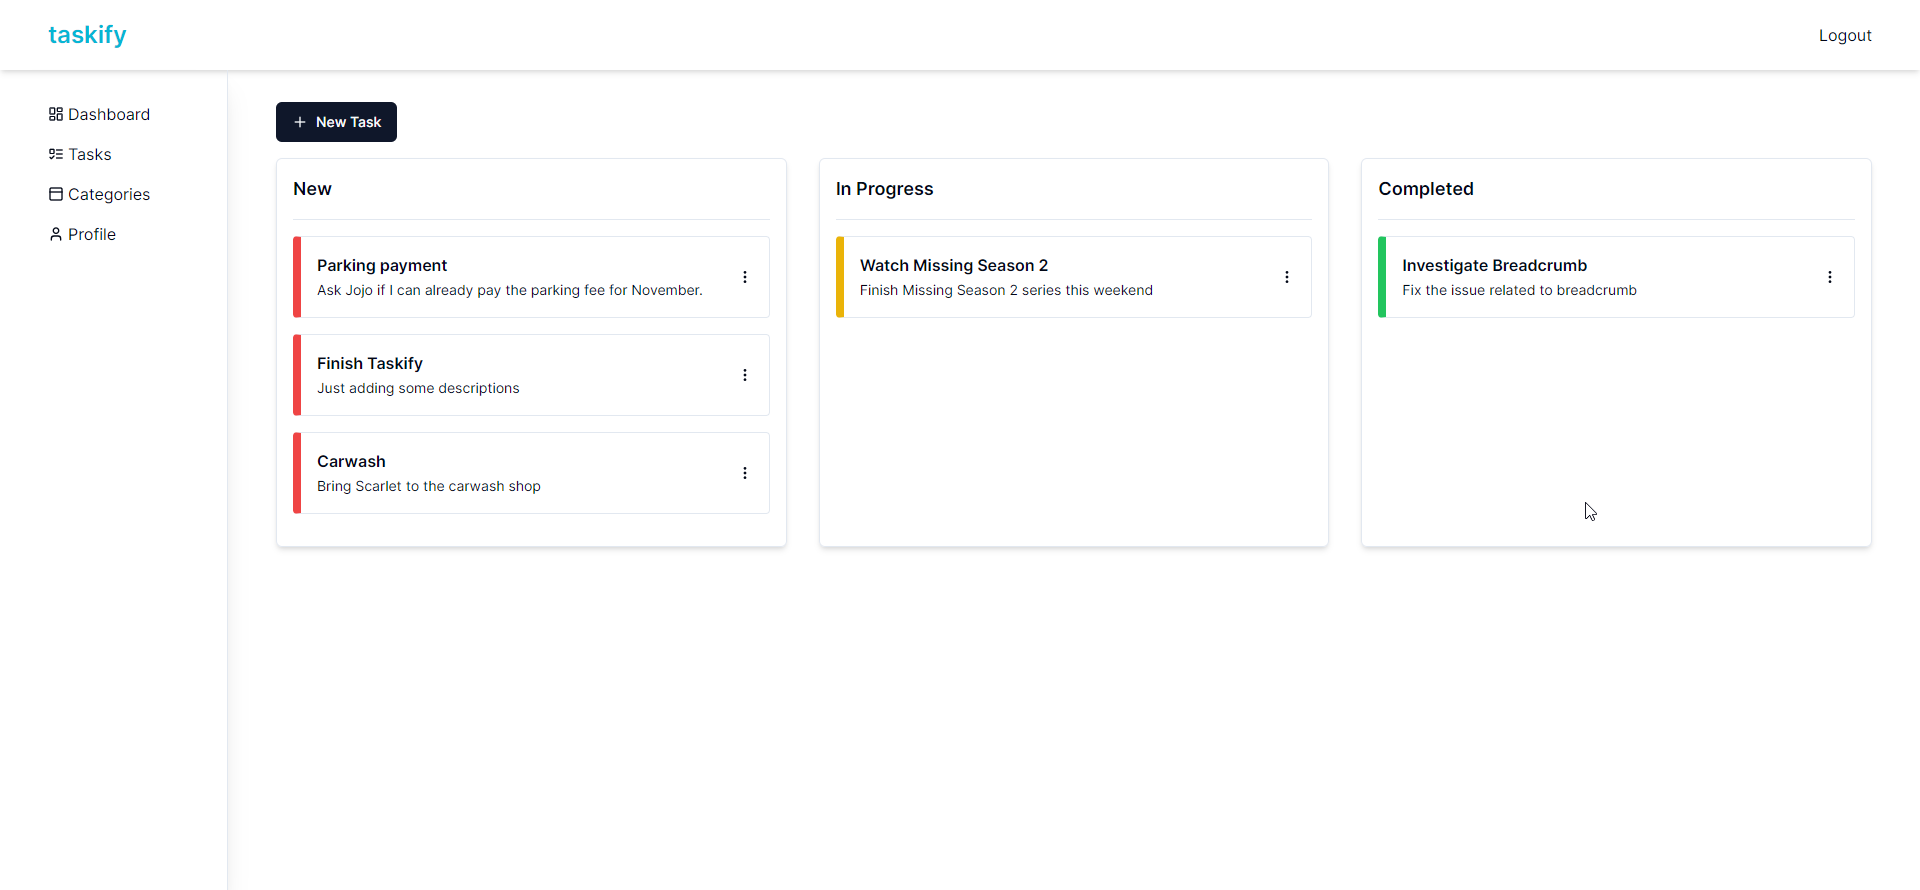 taskify
Logout
Dashboard
Tasks
Categories
Profile
New Task
New
Parking payment
Ask Jojo if I can already pay the parking fee for November.
Finish Taskify
Just adding some descriptions
Carwash
Bring Scarlet to the carwash shop
In Progress
Watch Missing Season 2
Finish Missing Season 2 series this weekend
Completed
Investigate Breadcrumb
Fix the issue related to breadcrumb